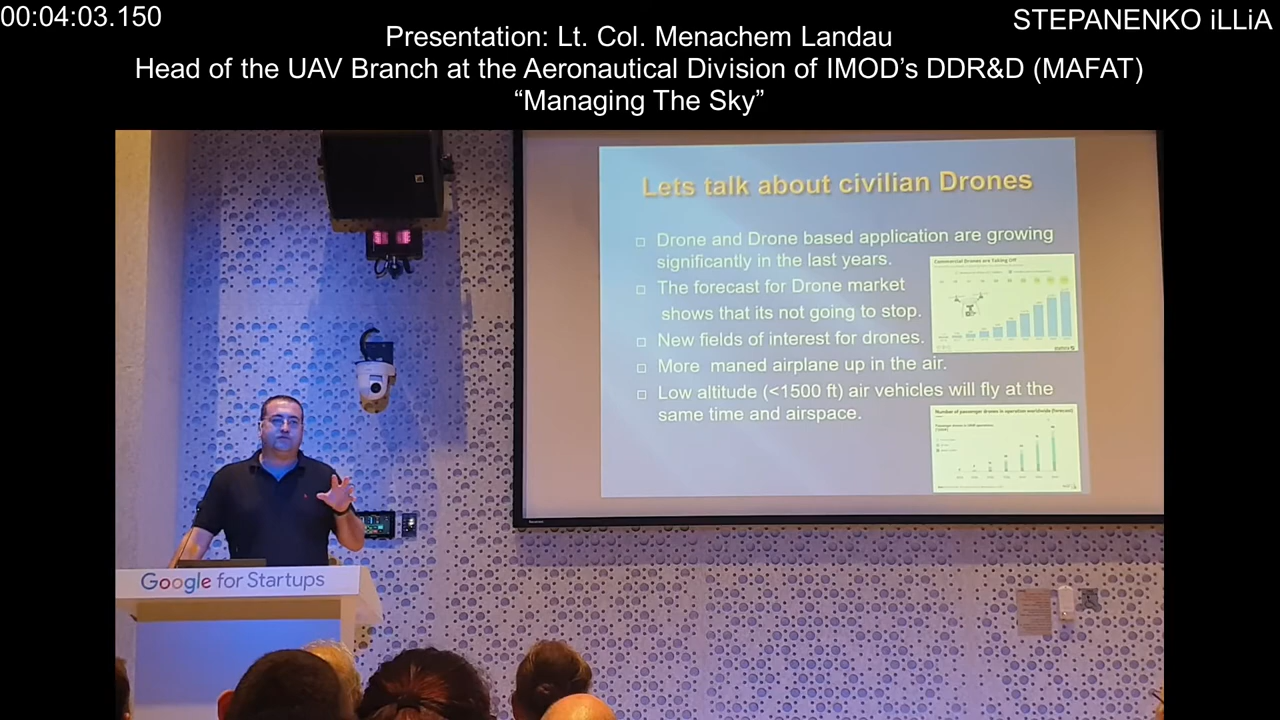 00:04:03.150
STEPANENKO iLLiA
Presentation: Lt. Col. Menachem Landau
Head of the UAV Branch at the Aeronautical Division of IMOD’s DDR&D (MAFAT)
“Managing The Sky”
Lets talk about civilian Drones
Drone and Drone based application are growing
significantly in the last years.
The forecast for Drone market
shows that its not going to stop.
New fields of interest for drones.
More maned airplane up in the air.
Low altitude (<1500 ft) air vehicles will fly at the
same time and airspace.
Commercial Drones are Taking Off
Number of passenger drones in operation worldwide (forecast)
Google for Startups